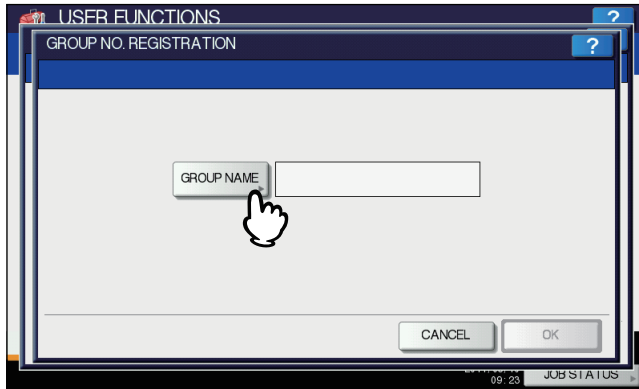 USER FUNCTIONS
?
GROUP NO. REGISTRATION
?
GROUP NAME
CANCEL
OK
09:23
JOB STATUS